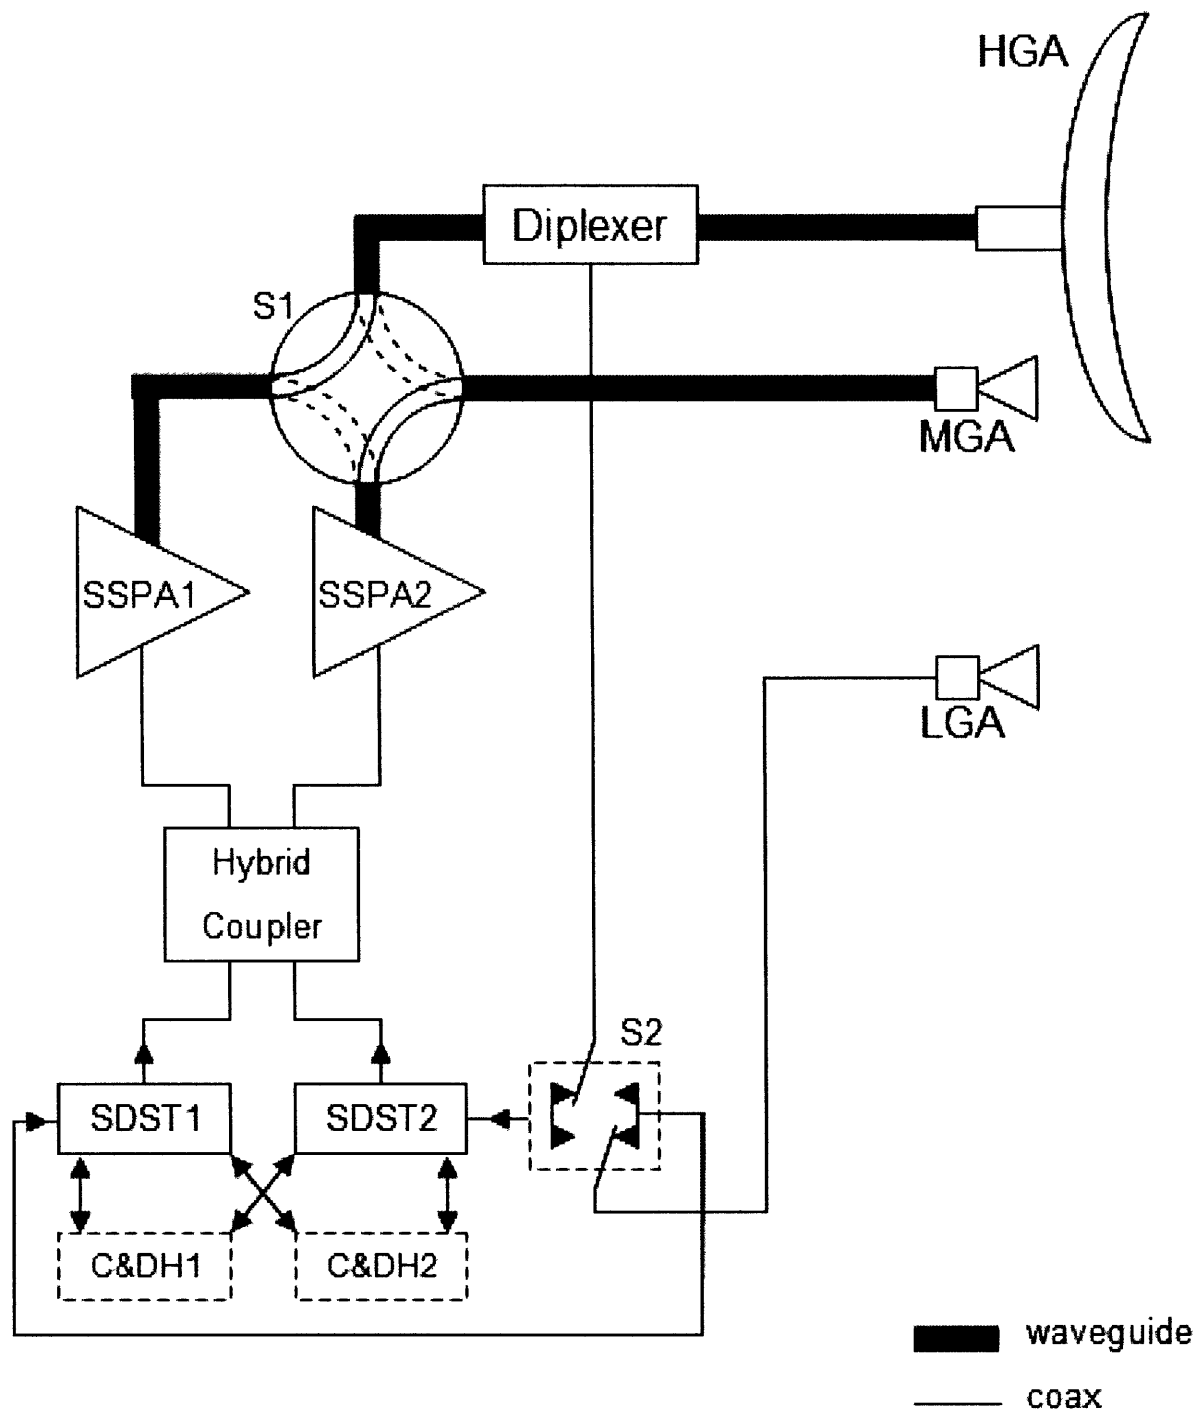 HGA
Diplexer
S1
MGA
SSPA1
SSPA2
LGA
Hybrid
Coupler
S2
SDST1
SDST2
C&DH1
C&DH2
waveguide
coax